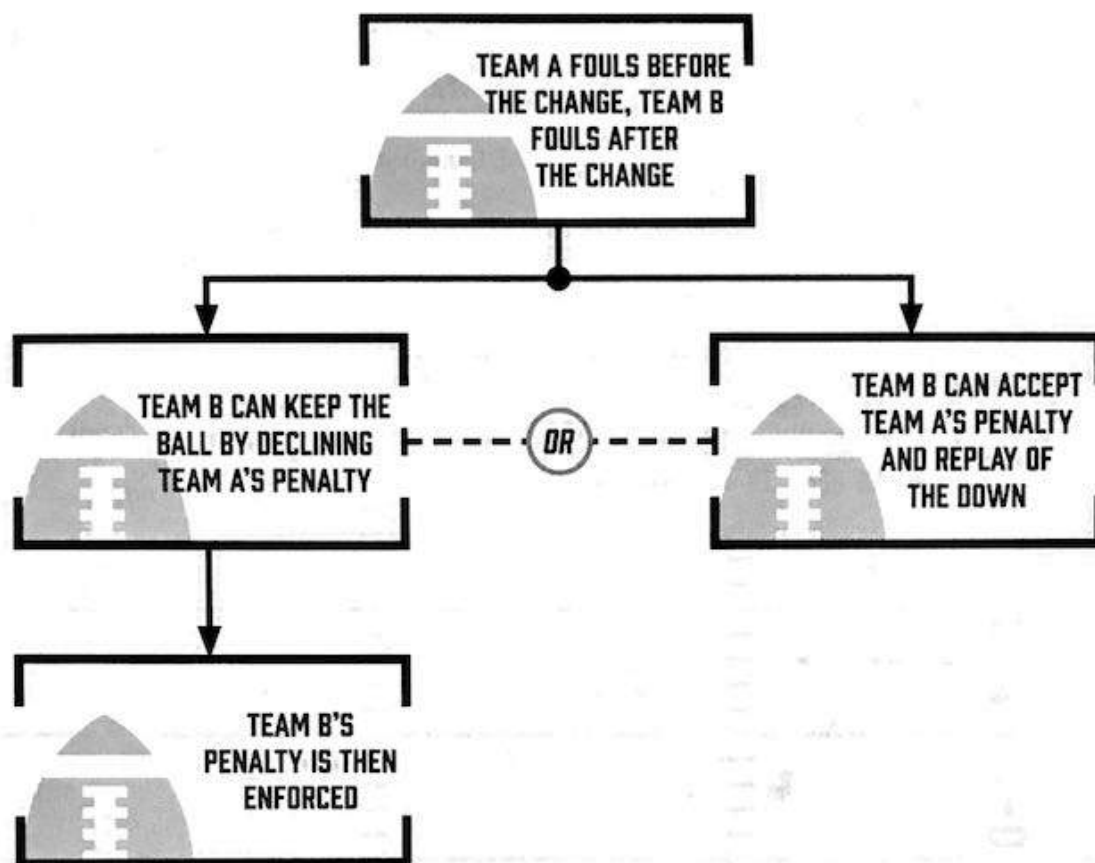 TEAM A FOULS BEFORE
THE CHANGE, TEAM B
FOULS AFTER
THE CHANGE
TEAM B CAN KEEP THE
BALL BY DECLINING
TEAM A'S PENALTY
OR
TEAM B CAN ACCEPT
TEAM A'S PENALTY
AND REPLAY OF
THE DOWN
TEAM B'S
PENALTY IS THEN
ENFORCED